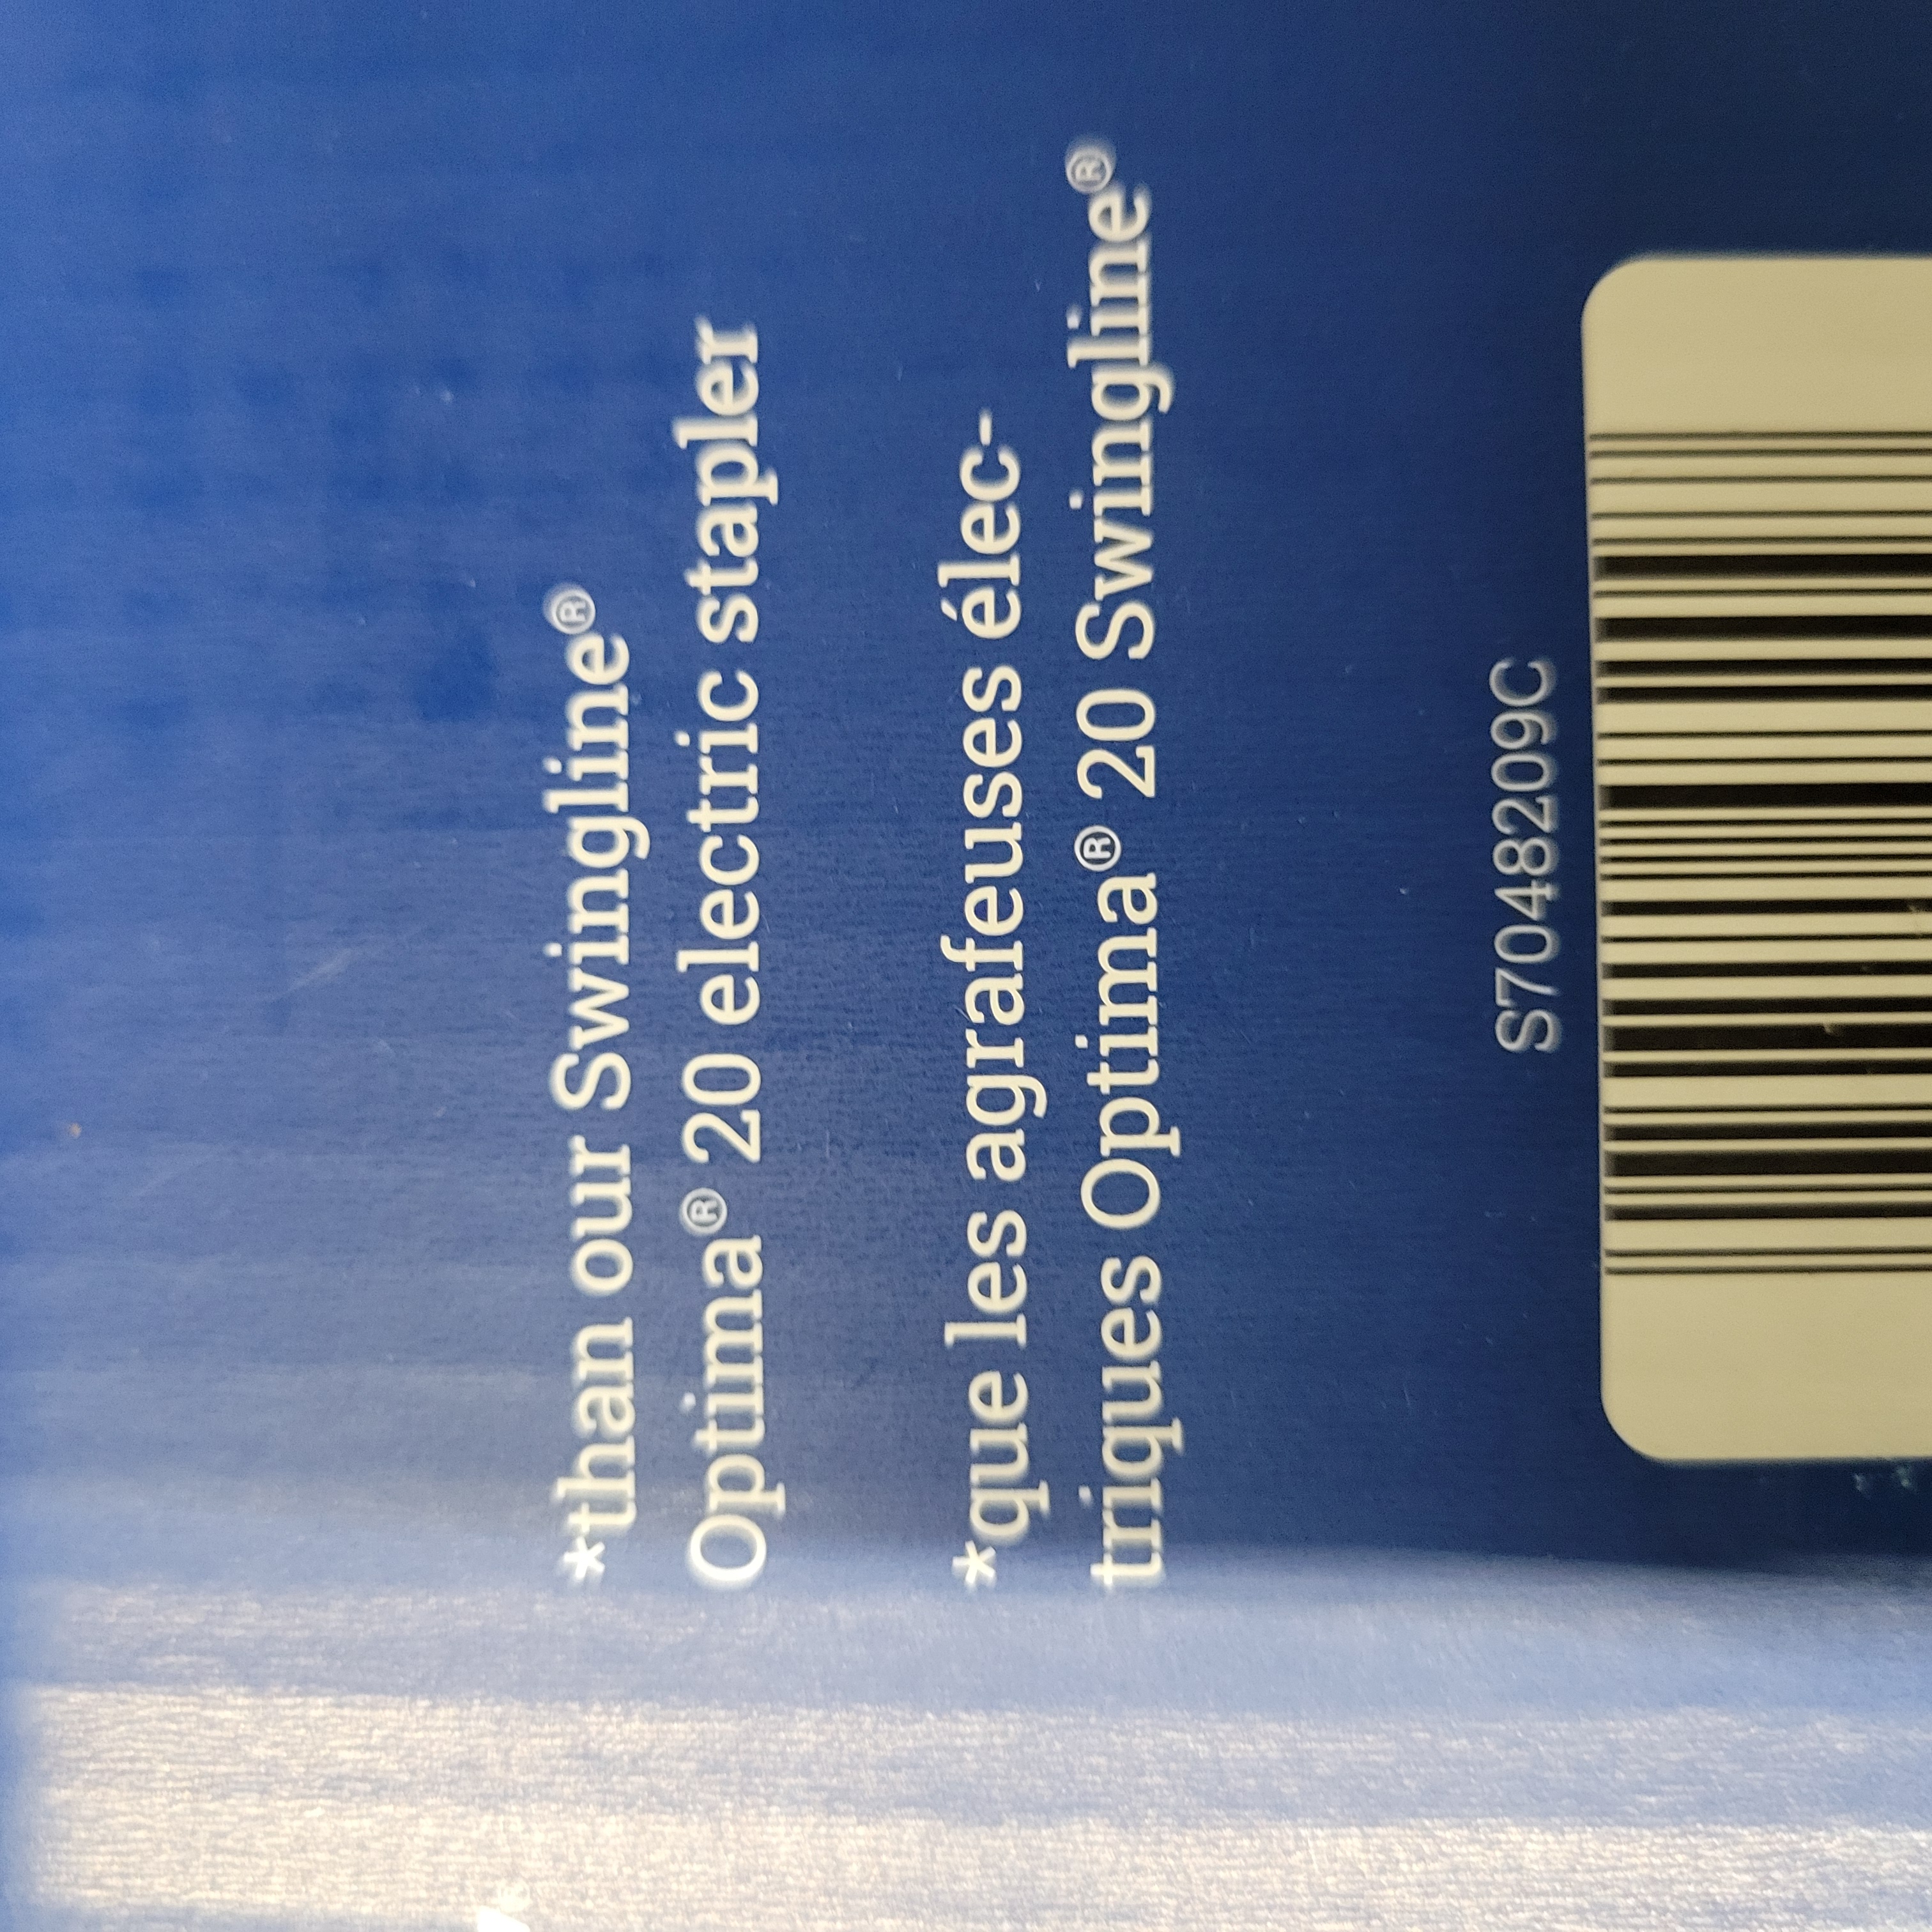 *than our Swingline®
Optima® 20 electric stapler
*que les agrafeuses élec-
triques Optima® 20 Swingline®
S7048209C